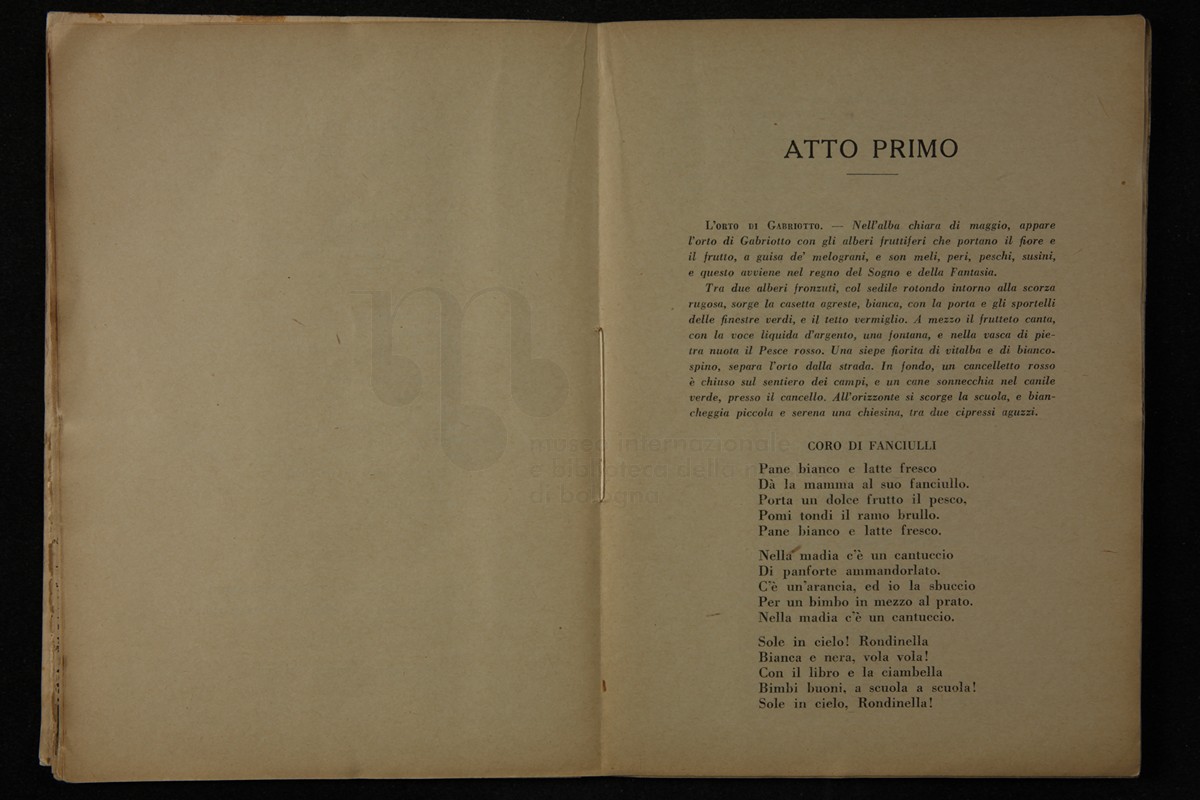 ATTO PRIMO
L'ORTO DI GABRIOTTO. — Nell'alba chiara di maggio, appare
l'orto di Gabriotto con gli alberi fruttiferi che portano il fiore e
il frutto, a guisa de' melograni, e son meli, peri, peschi, susini,
e questo avviene nel regno del Sogno e della Fantasia.
Tra due alberi fronzuti, col sedile rotondo intorno alla scorza
rugosa, sorge la casetta agreste, bianca, con la porta e gli sportelli
delle finestre verdi, e il tetto vermiglio. A mezzo il frutteto canta,
con la voce liquida d'argento, una fontana, e nella vasca di pie-
tra nuota il Pesce rosso. Una siepe fiorita di vitalba e di bianco-
spino, separa l'orto dalla strada. In fondo, un cancelletto rosso
è chiuso sul sentiero dei campi, e un cane sonnecchia nel canile
verde, presso il cancello. All'orizzonte si scorge la scuola, e bian-
cheggia piccola e serena una chiesina, tra due cipressi aguzzi.
CORO DI FANCIULLI
Pane bianco e latte fresco
Dà la mamma al suo fanciullo.
Porta un dolce frutto il pesco,
Pomi tondi il ramo brullo.
Pane bianco e latte fresco.
Nella madia c'è un cantuccio
Di panforte ammandorlato.
C'è un'arancia, ed io la sbuccio
Per un bimbo in mezzo al prato.
Nella madia c'è un cantuccio.
Sole in cielo! Rondinella
Bianca e nera, vola vola!
Con il libro e la ciambella
Bimbi buoni, a scuola a scuola!
Sole in cielo, Rondinella!
museo internazionale
e biblioteca della
di bologna